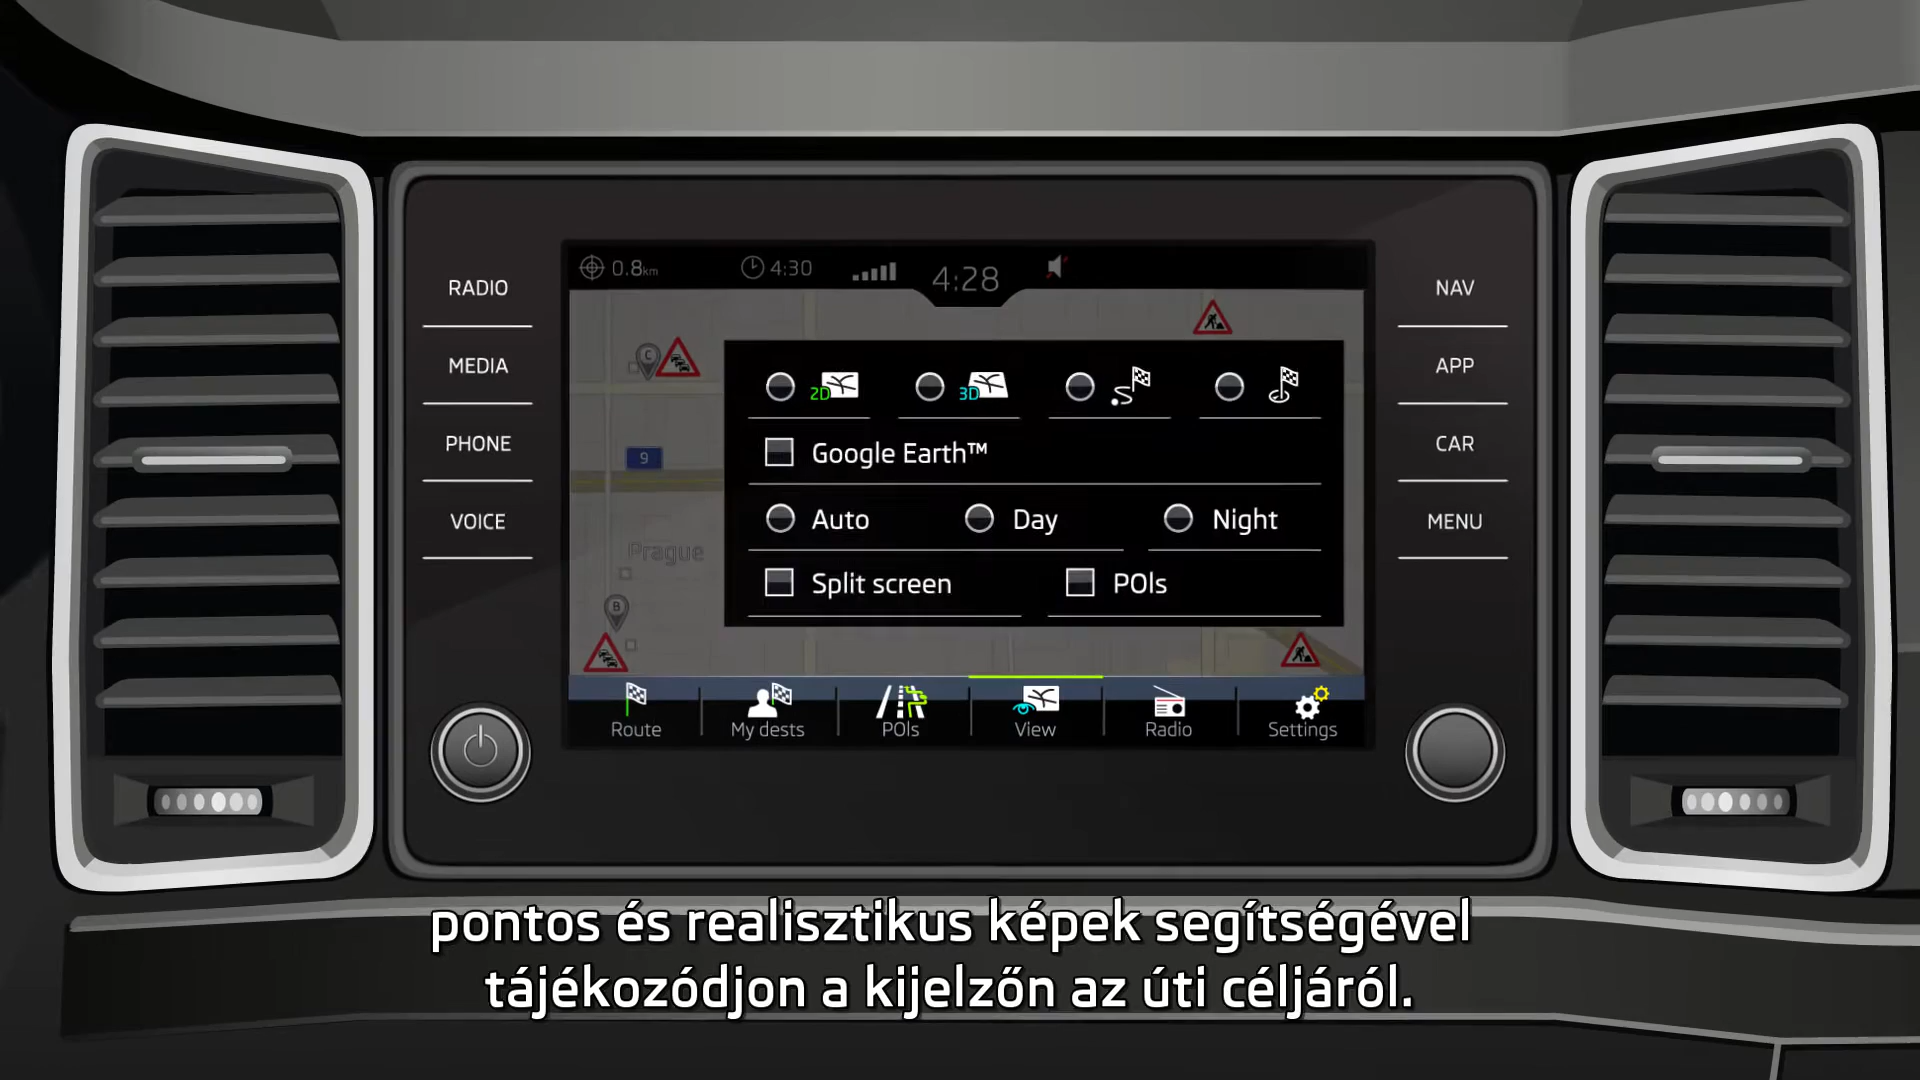 0.8km 4:30 4:28
RADIO
MEDIA
PHONE
VOICE
NAV
APP
CAR
MENU
C
9
Prague
B
2D 3D
Google Earth™
Auto Day Night
Split screen POIs
Route My dests POIs View Radio Settings
pontos és realisztikus képek segítségével
tájékozódjon a kijelzőn az úti céljáról.